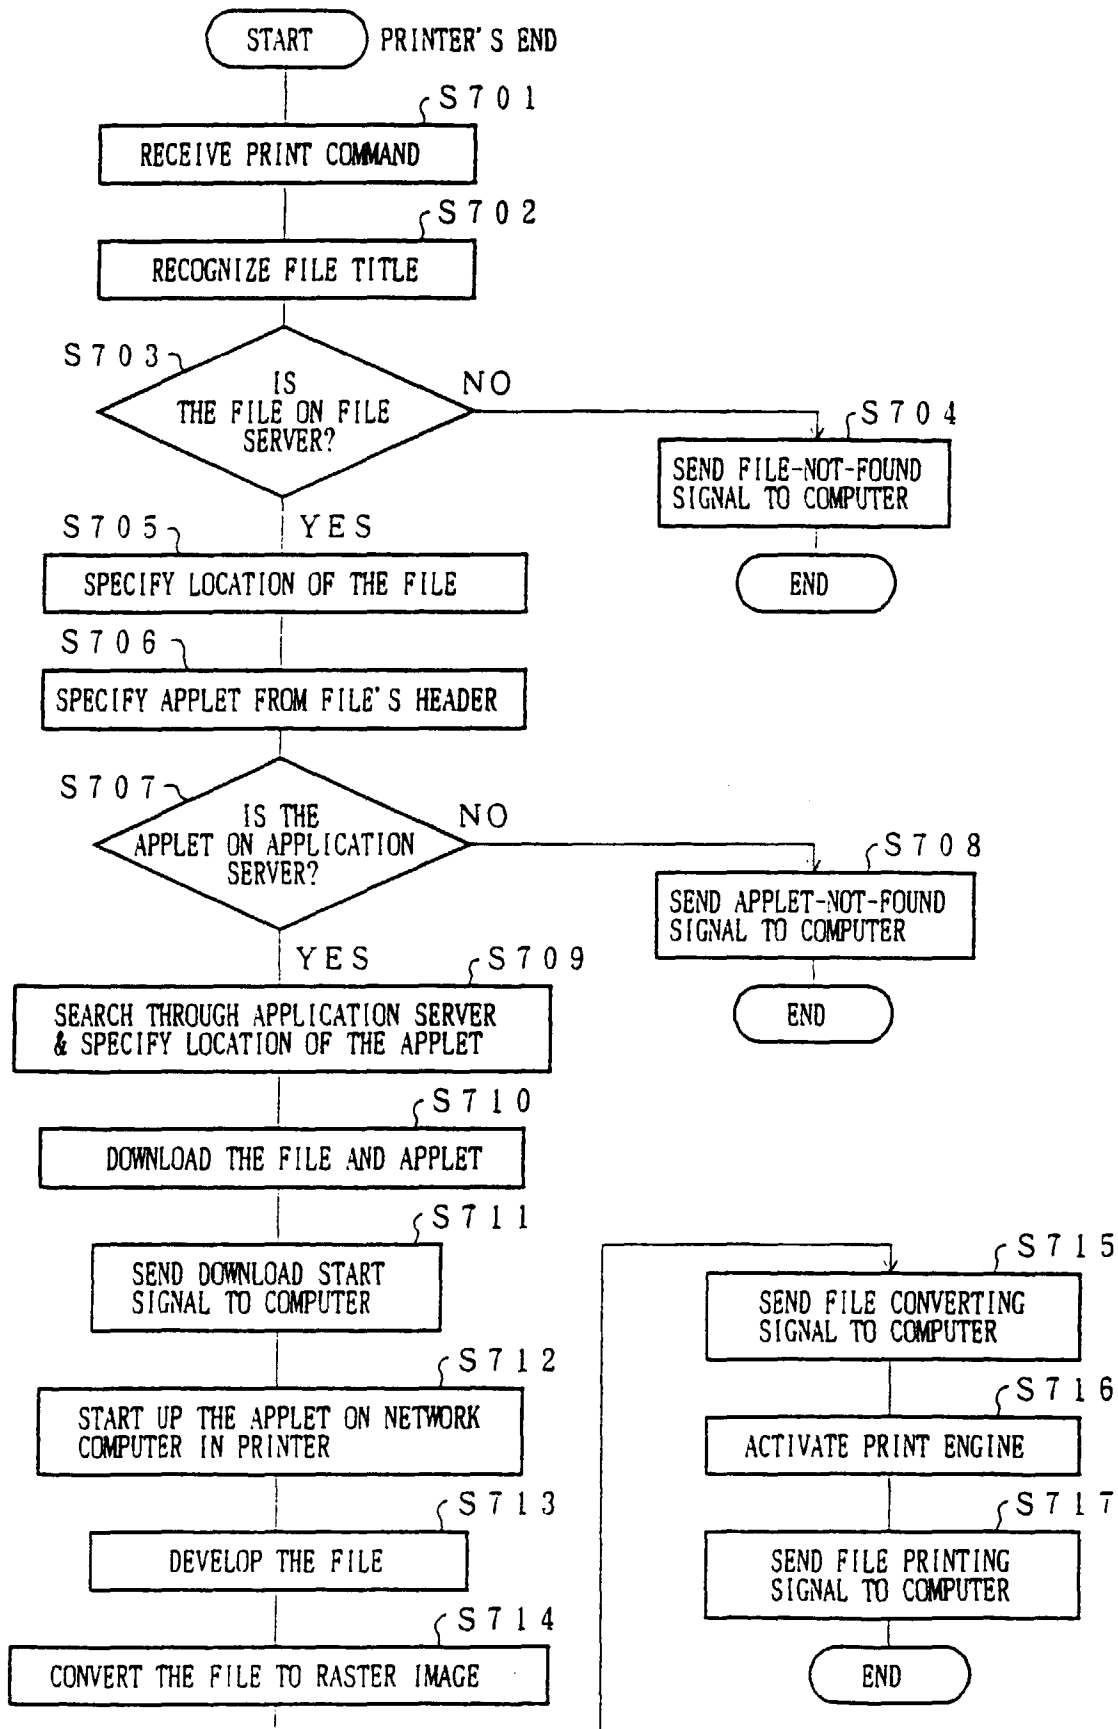 START PRINTER'S END
S701
RECEIVE PRINT COMMAND
S702
RECOGNIZE FILE TITLE
S703
IS
THE FILE ON FILE
SERVER?
NO
S704
SEND FILE-NOT-FOUND
SIGNAL TO COMPUTER
END
YES
S705
SPECIFY LOCATION OF THE FILE
S706
SPECIFY APPLET FROM FILE'S HEADER
S707
IS THE
APPLET ON APPLICATION
SERVER?
NO
S708
SEND APPLET-NOT-FOUND
SIGNAL TO COMPUTER
END
YES
S709
SEARCH THROUGH APPLICATION SERVER
& SPECIFY LOCATION OF THE APPLET
S710
DOWNLOAD THE FILE AND APPLET
S711
SEND DOWNLOAD START
SIGNAL TO COMPUTER
S712
START UP THE APPLET ON NETWORK
COMPUTER IN PRINTER
S713
DEVELOP THE FILE
S714
CONVERT THE FILE TO RASTER IMAGE
S715
SEND FILE CONVERTING
SIGNAL TO COMPUTER
S716
ACTIVATE PRINT ENGINE
S717
SEND FILE PRINTING
SIGNAL TO COMPUTER
END